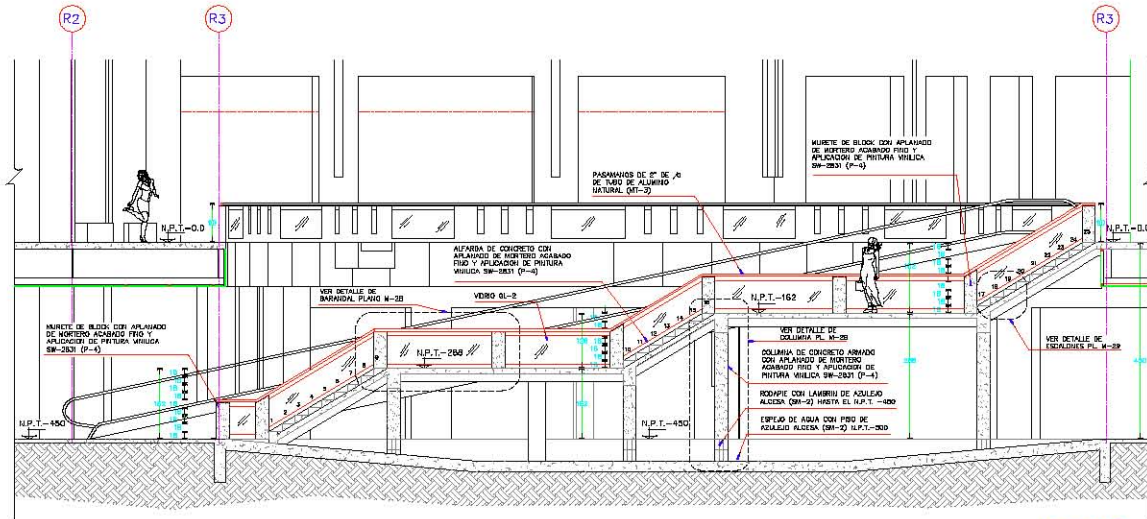 R2
R3
R3
MURETE DE BLOCK CON APLANADO
DE MORTERO ACABADO FINO Y
APLICACION DE PINTURA VINILICA
SW-2831 (P-4)
PASAMANOS DE 2" DE
DE TUBO DE ALUMINO
NATURAL (MT-3)
N.P.T.-0.0
N.P.T.-0.0
ALFARDA DE CONCRETO CON
APLANADO DE MORTERO ACABADO
FINO Y APLICACION DE PINTURA
VINILICA SW-2831 (P-4)
VER DETALLE DE
BARANDAL PLANO M-28
VIDRIO GL-2
N.P.T.-162
MURETE DE BLOCK CON APLANADO
DE MORTERO ACABADO FINO Y
APLICACION DE PINTURA VINILICA
SW-2831 (P-4)
N.P.T.-288
VER DETALLE DE
COLUMNA PL. M-28
VER DETALLE DE
ESCALONES PL. M-29
COLUMNA DE CONCRETO ARMADO
CON APLANADO DE MORTERO
ACABADO FINO Y APLICACION DE
PINTURA VINILICA SW-2831 (P-4)
RODAPIE CON LAMBRIN DE AZULEJO
ALCESA (SM-2) HASTA EL N.P.T. -450
ESPEJO DE AGUA CON PISO DE
AZULEJO ALCESA (SM-2) N.P.T.-500
N.P.T.-450
N.P.T.-450